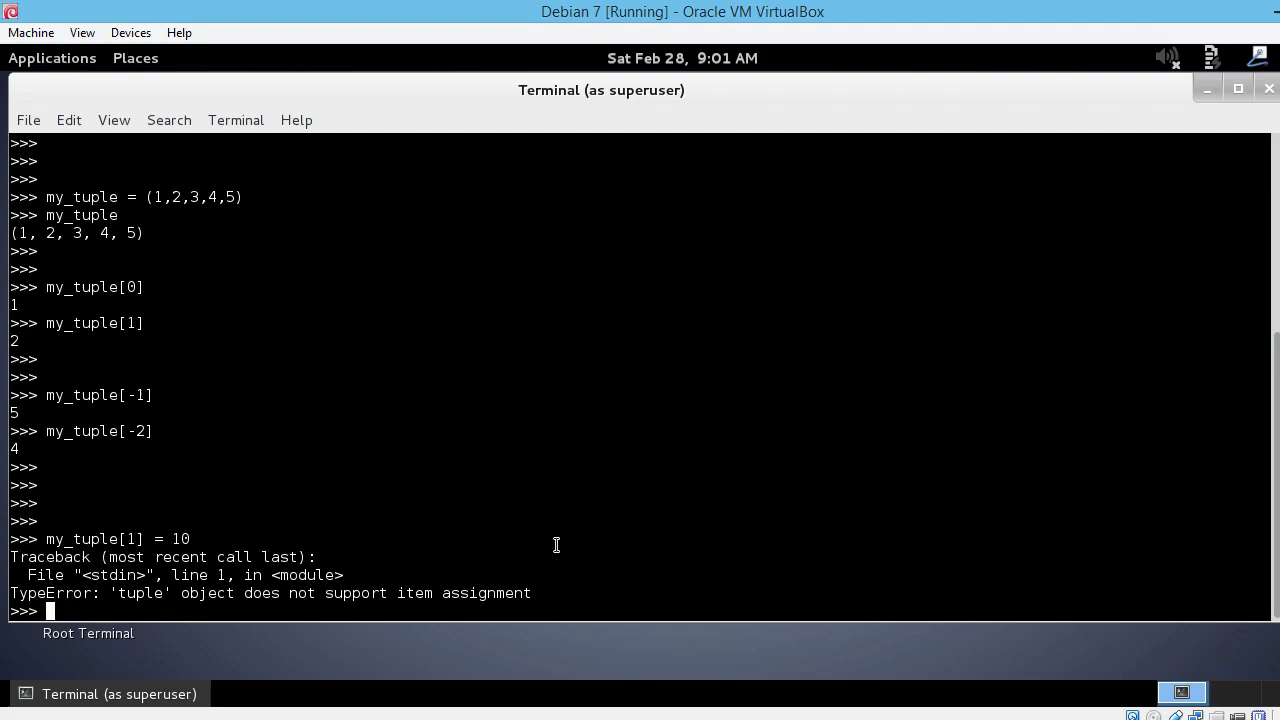 Debian 7 [Running] - Oracle VM VirtualBox
Machine View Devices Help
Applications Places Sat Feb 28, 9:01 AM
Terminal (as superuser)
File Edit View Search Terminal Help
>>>
>>>
>>>
>>> my_tuple = (1,2,3,4,5)
>>> my_tuple
(1, 2, 3, 4, 5)
>>>
>>>
>>> my_tuple[0]
1
>>> my_tuple[1]
2
>>>
>>>
>>> my_tuple[-1]
5
>>> my_tuple[-2]
4
>>>
>>>
>>>
>>>
>>> my_tuple[1] = 10
Traceback (most recent call last):
  File "<stdin>", line 1, in <module>
TypeError: 'tuple' object does not support item assignment
>>>
Root Terminal
Terminal (as superuser)